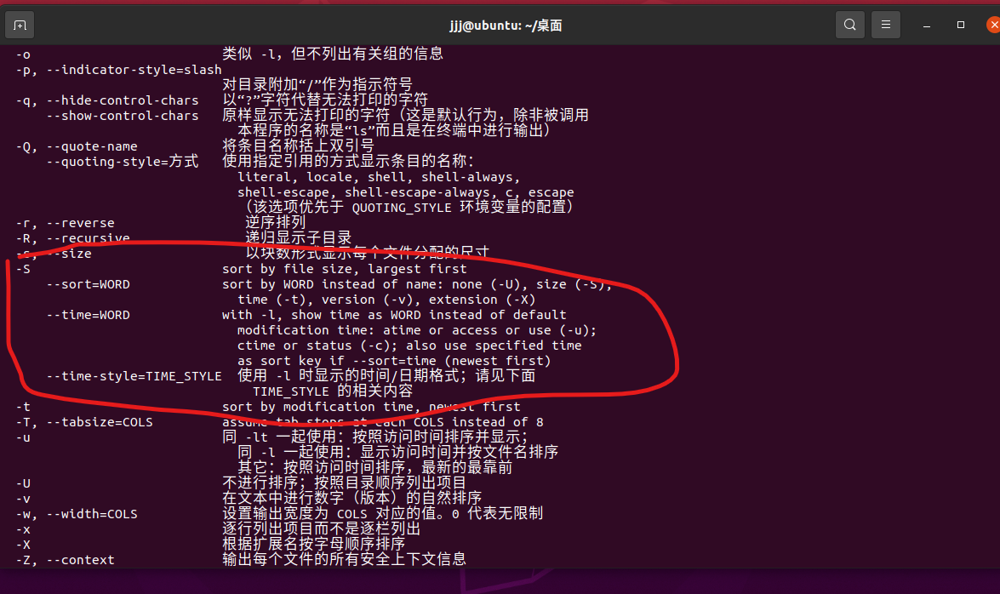 jjj@ubuntu: ~/桌面
-o 类似 -l，但不列出有关组的信息
-p, --indicator-style=slash
对目录附加“/”作为指示符号
-q, --hide-control-chars 以“?”字符代替无法打印的字符
--show-control-chars 原样显示无法打印的字符（这是默认行为，除非被调用
本程序的名称是“ls”而且是在终端中进行输出）
-Q, --quote-name 将条目名称括上双引号
--quoting-style=方式 使用指定引用的方式显示条目的名称：
literal, locale, shell, shell-always,
shell-escape, shell-escape-always, c, escape
（该选项优先于 QUOTING_STYLE 环境变量的配置）
-r, --reverse 逆序排列
-R, --recursive 递归显示子目录
-s, --size 以块数形式显示每个文件分配的尺寸
-S sort by file size, largest first
--sort=WORD sort by WORD instead of name: none (-U), size (-S),
time (-t), version (-v), extension (-X)
--time=WORD with -l, show time as WORD instead of default
modification time: atime or access or use (-u);
ctime or status (-c); also use specified time
as sort key if --sort=time (newest first)
--time-style=TIME_STYLE 使用 -l 时显示的时间/日期格式；请见下面
TIME_STYLE 的相关内容
-t sort by modification time, newest first
-T, --tabsize=COLS assume tab stops at each COLS instead of 8
-u 同 -lt 一起使用：按照访问时间排序并显示；
同 -l 一起使用：显示访问时间并按文件名排序
其它：按照访问时间排序，最新的最靠前
-U 不进行排序；按照目录顺序列出项目
-v 在文本中进行数字（版本）的自然排序
-w, --width=COLS 设置输出宽度为 COLS 对应的值。0 代表无限制
-x 逐行列出项目而不是逐栏列出
-X 根据扩展名按字母顺序排序
-Z, --context 输出每个文件的所有安全上下文信息